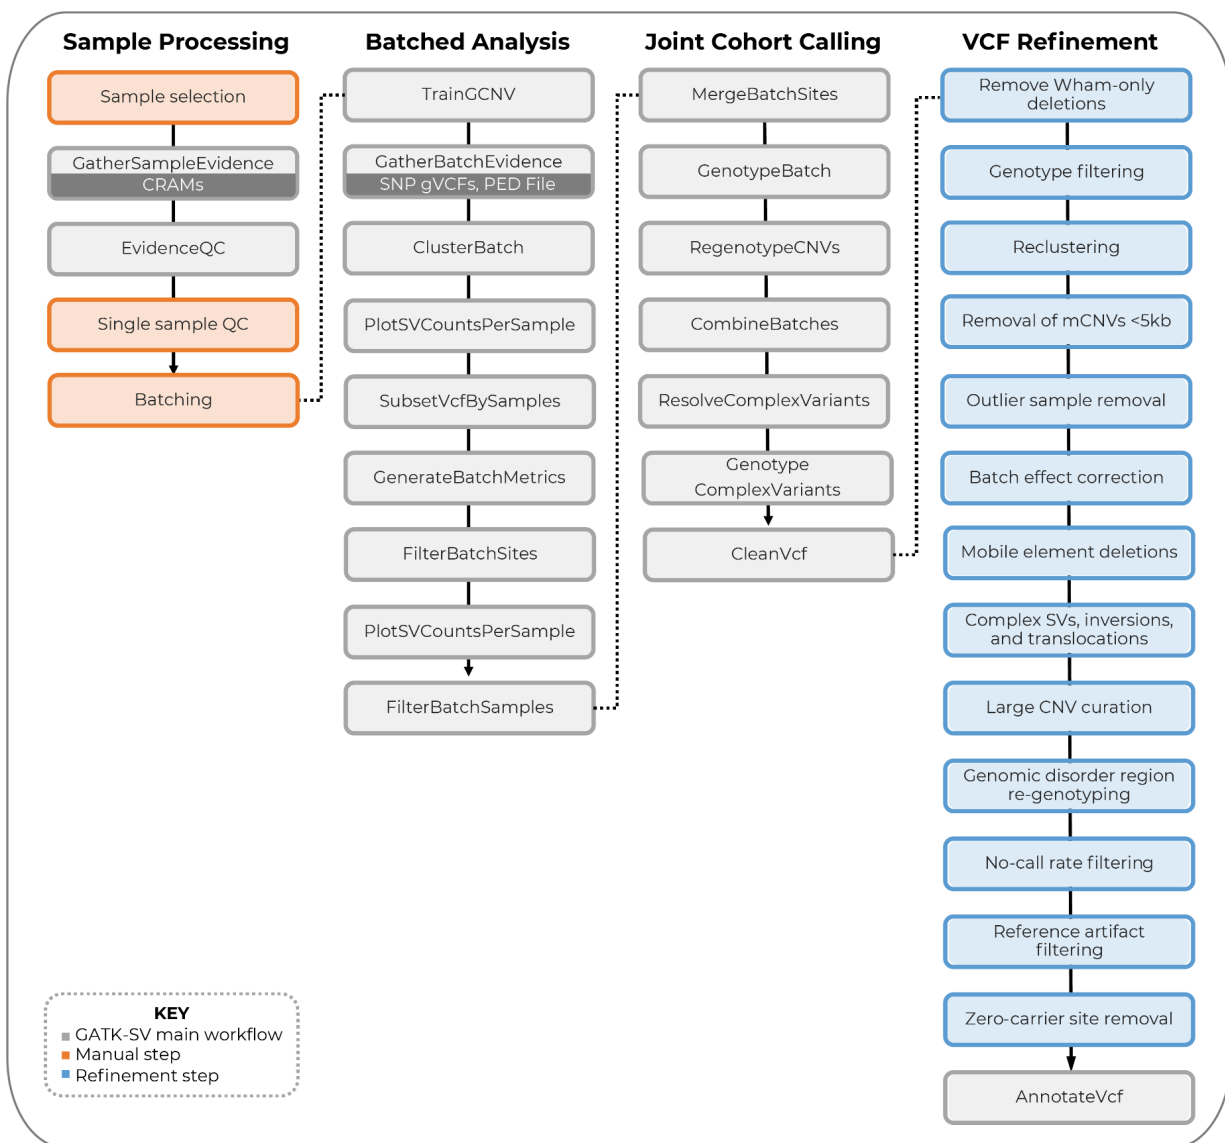 Sample Processing
Sample selection
GatherSampleEvidence
CRAMs
EvidenceQC
Single sample QC
Batching
Batched Analysis
TrainGCNV
GatherBatchEvidence
SNP gVCFs, PED File
ClusterBatch
PlotSVCountsPerSample
SubsetVcfBySamples
GenerateBatchMetrics
FilterBatchSites
PlotSVCountsPerSample
FilterBatchSamples
Joint Cohort Calling
MergeBatchSites
GenotypeBatch
RegenotypeCNVs
CombineBatches
ResolveComplexVariants
Genotype
ComplexVariants
CleanVcf
VCF Refinement
Remove Wham-only
deletions
Genotype filtering
Reclustering
Removal of mCNVs <5kb
Outlier sample removal
Batch effect correction
Mobile element deletions
Complex SVs, inversions,
and translocations
Large CNV curation
Genomic disorder region
re-genotyping
No-call rate filtering
Reference artifact
filtering
Zero-carrier site removal
AnnotateVcf
KEY
GATK-SV main workflow
Manual step
Refinement step